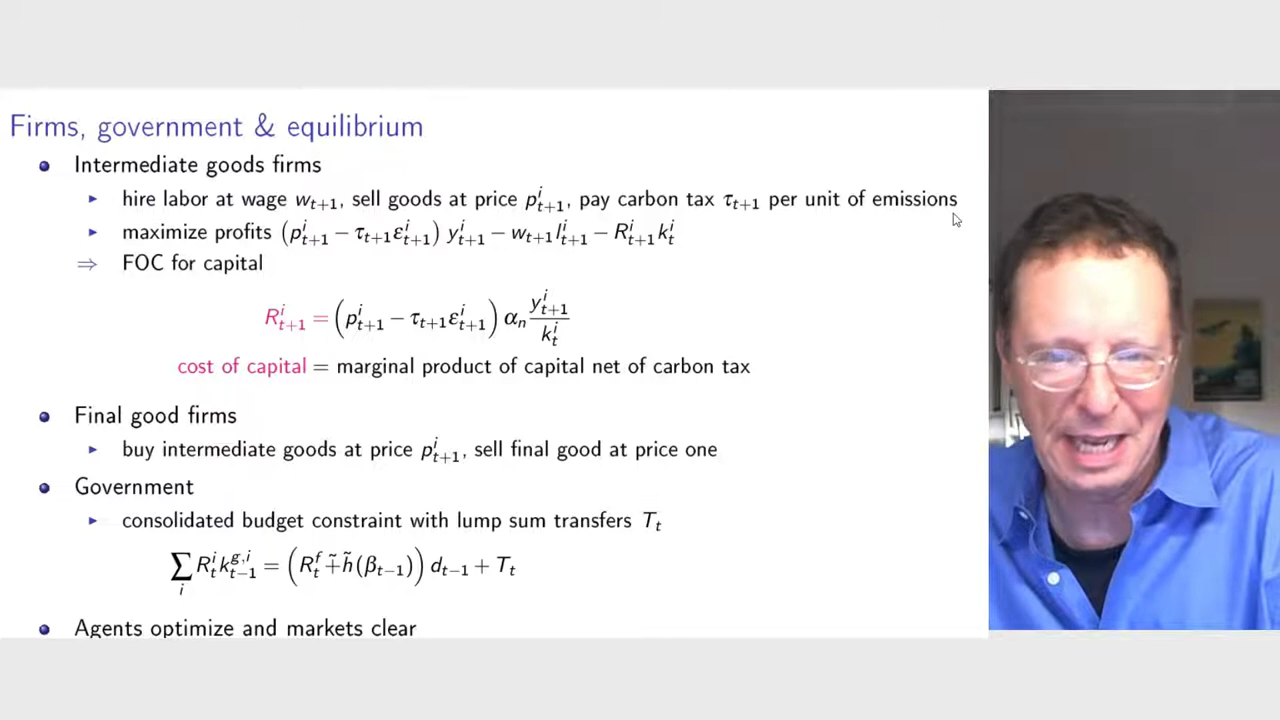 Firms, government & equilibrium
Intermediate goods firms
hire labor at wage w_{t+1}, sell goods at price p^i_{t+1}, pay carbon tax τ_{t+1} per unit of emissions
maximize profits (p^i_{t+1} − τ_{t+1}ε^i_{t+1}) y^i_{t+1} − w_{t+1}l^i_{t+1} − R^i_{t+1}k^i_t
⇒ FOC for capital
R^i_{t+1} = (p^i_{t+1} − τ_{t+1}ε^i_{t+1}) α_n y^i_{t+1} / k^i_t
cost of capital = marginal product of capital net of carbon tax
Final good firms
buy intermediate goods at price p^i_{t+1}, sell final good at price one
Government
consolidated budget constraint with lump sum transfers T_t
∑_i R^i_t k^{g,i}_{t−1} = (R^f_t \tilde{+} \tilde{h}(β_{t−1})) d_{t−1} + T_t
Agents optimize and markets clear